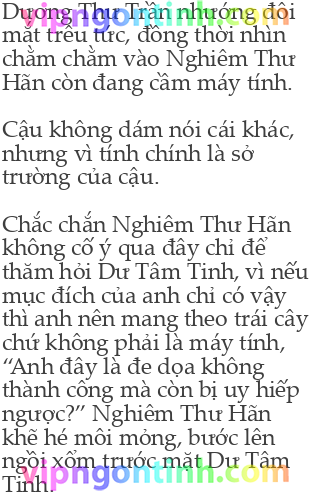 Dương Thư Trần nhướng đôi
mắt trêu tức, đồng thời nhìn
chằm chằm vào Nghiêm Thư
Hãn còn đang cầm máy tính.
Cậu không dám nói cái khác,
nhưng vì tính chính là sở
trường của cậu.
Chắc chắn Nghiêm Thư Hãn
không cố ý qua đây chỉ để
thăm hỏi Dư Tâm Tinh, vì nếu
mục đích của anh chỉ có vậy
thì anh nên mang theo trái cây
chứ không phải là máy tính,
“Anh đây là đe dọa không
thành công mà còn bị uy hiếp
ngược?” Nghiêm Thư Hãn
khẽ hé môi mỏng, bước lên
ngồi xổm trước mặt Dư Tâm
Tinh.
vipngontinh.com
vipngontinh.com